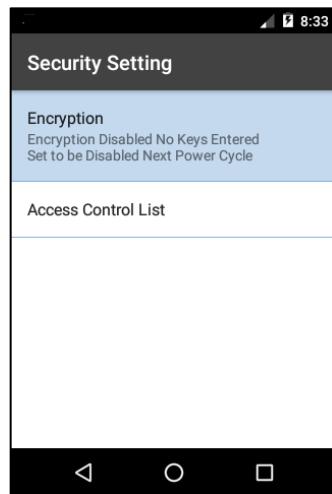 8:33
Security Setting
Encryption
Encryption Disabled No Keys Entered
Set to be Disabled Next Power Cycle
Access Control List